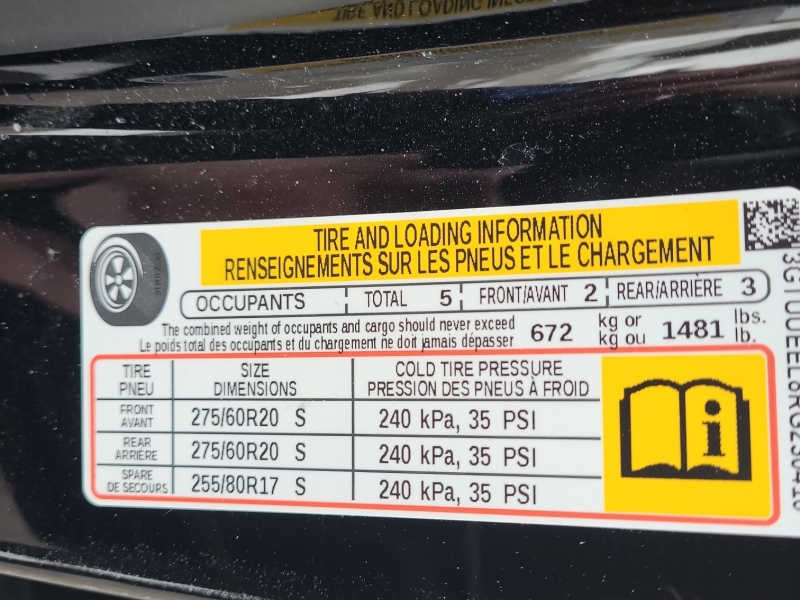 TIRE AND LOADING INFORMATION
RENSEIGNEMENTS SUR LES PNEUS ET LE CHARGEMENT
OCCUPANTS TOTAL 5 FRONT/AVANT 2 REAR/ARRIÈRE 3
The combined weight of occupants and cargo should never exceed 672 kg or 1481 lbs.
Le poids total des occupants et du chargement ne doit jamais dépasser kg ou lb.
TIRE SIZE COLD TIRE PRESSURE
PNEU DIMENSIONS PRESSION DES PNEUS À FROID
FRONT
AVANT 275/60R20 S 240 kPa, 35 PSI
REAR
ARRIÈRE 275/60R20 S 240 kPa, 35 PSI
SPARE
DE SECOURS 255/80R17 S 240 kPa, 35 PSI